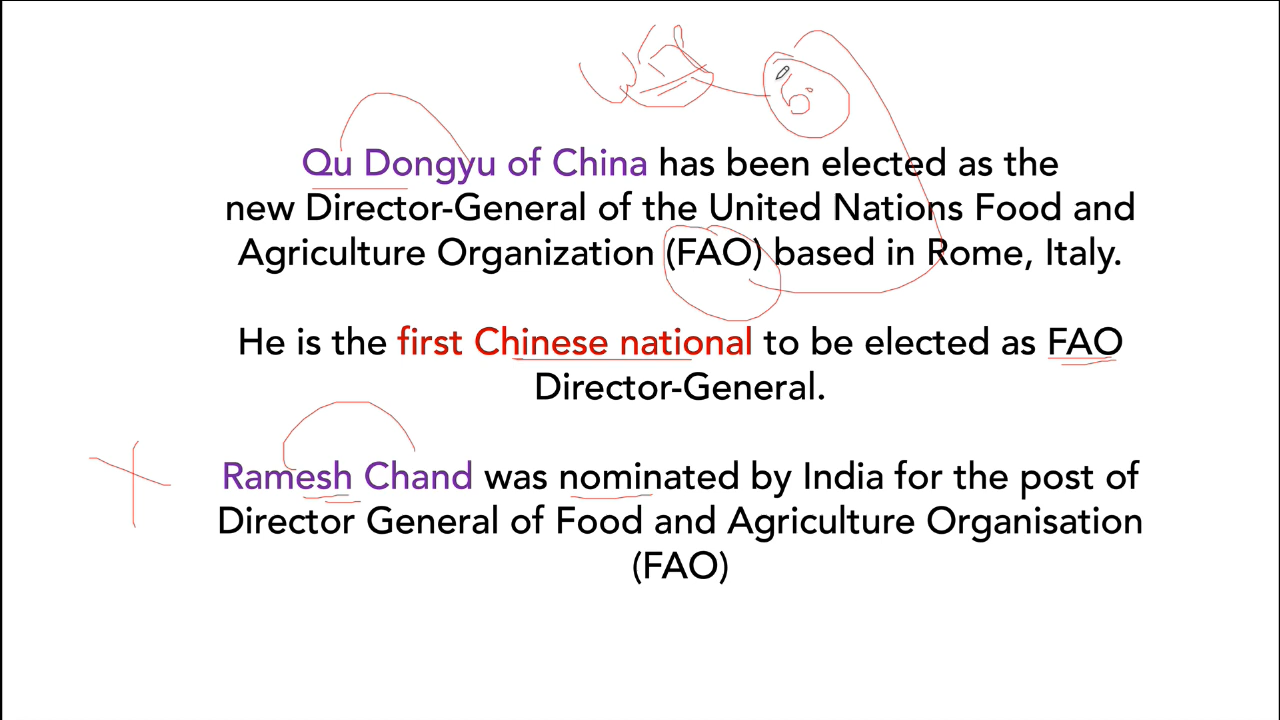 Qu Dongyu of China has been elected as the
new Director-General of the United Nations Food and
Agriculture Organization (FAO) based in Rome, Italy.
He is the first Chinese national to be elected as FAO
Director-General.
Ramesh Chand was nominated by India for the post of
Director General of Food and Agriculture Organisation
(FAO)